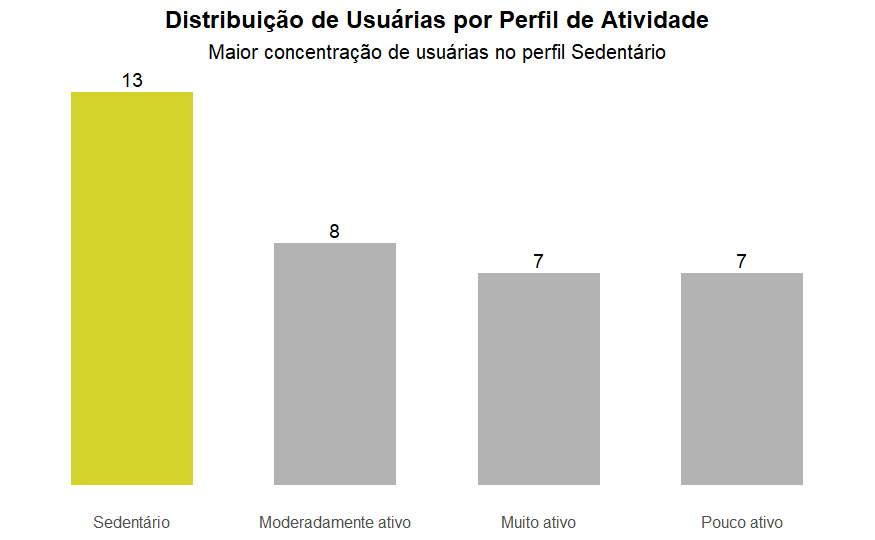 Distribuição de Usuárias por Perfil de Atividade
Maior concentração de usuárias no perfil Sedentário
13
8
7
7
Sedentário
Moderadamente ativo
Muito ativo
Pouco ativo